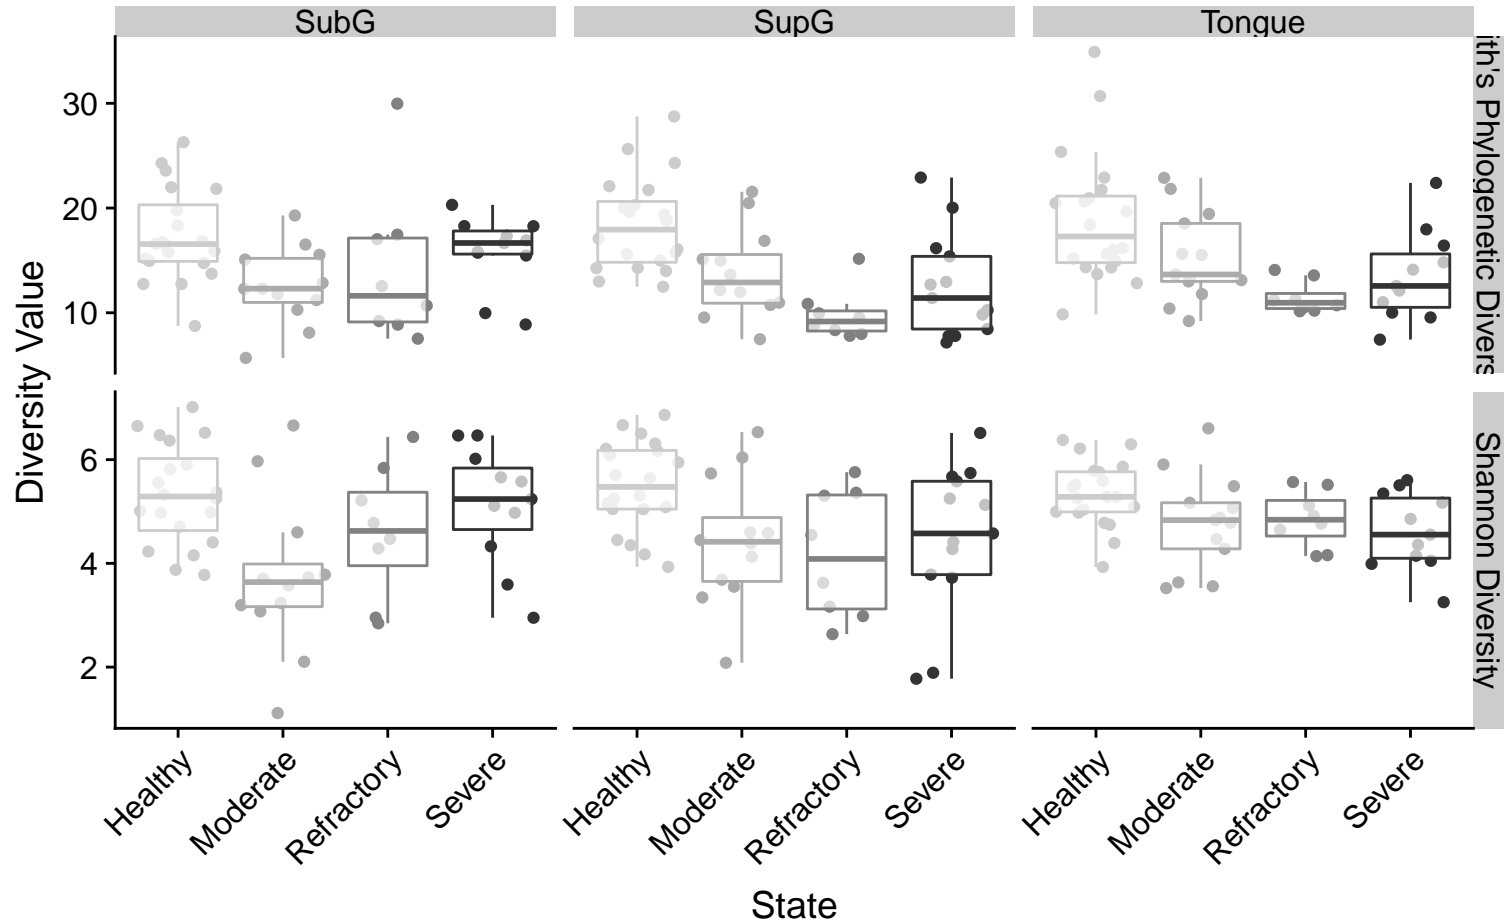 SubG
SupG
Tongue
ith's Phylogenetic Divers
Shannon Diversity
Diversity Value
30
20
10
6
4
2
Healthy
Moderate
Refractory
Severe
Healthy
Moderate
Refractory
Severe
Healthy
Moderate
Refractory
Severe
State